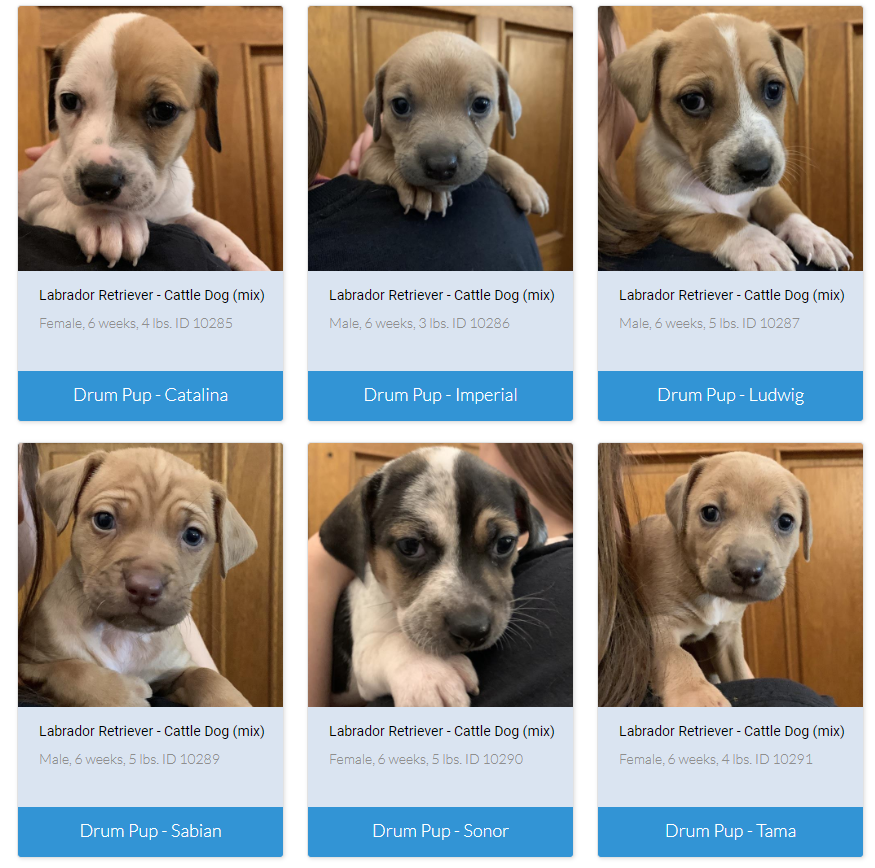 Labrador Retriever - Cattle Dog (mix)
Female, 6 weeks, 4 lbs. ID 10285
Drum Pup - Catalina
Labrador Retriever - Cattle Dog (mix)
Male, 6 weeks, 3 lbs. ID 10286
Drum Pup - Imperial
Labrador Retriever - Cattle Dog (mix)
Male, 6 weeks, 5 lbs. ID 10287
Drum Pup - Ludwig
Labrador Retriever - Cattle Dog (mix)
Male, 6 weeks, 5 lbs. ID 10289
Drum Pup - Sabian
Labrador Retriever - Cattle Dog (mix)
Female, 6 weeks, 5 lbs. ID 10290
Drum Pup - Sonor
Labrador Retriever - Cattle Dog (mix)
Female, 6 weeks, 4 lbs. ID 10291
Drum Pup - Tama